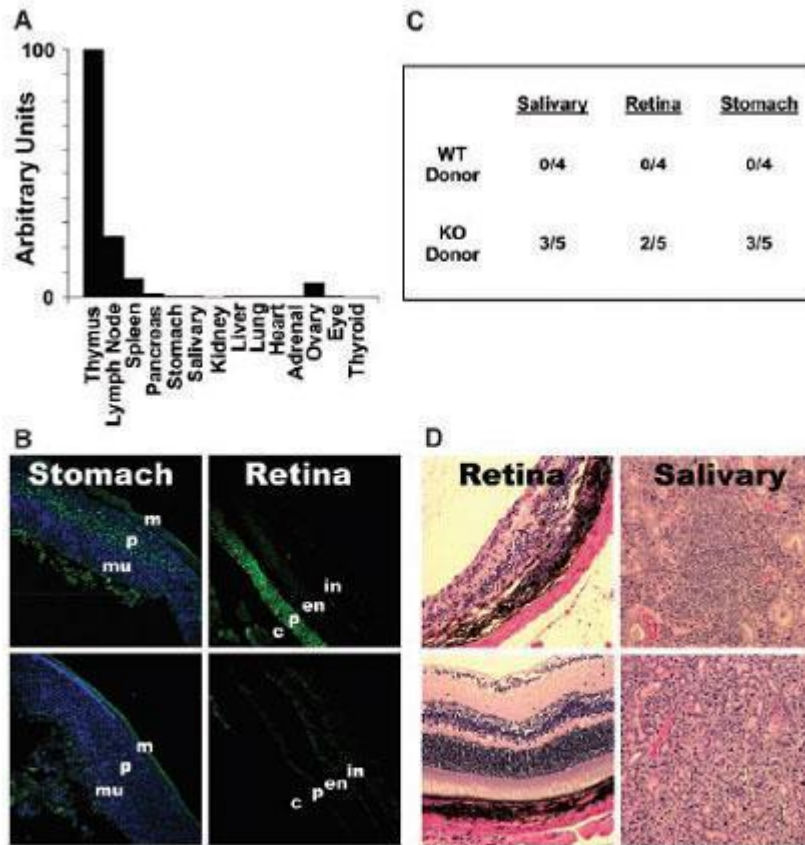 A
Arbitrary Units
100
0
Thymus
Lymph Node
Spleen
Pancreas
Stomach
Salivary
Kidney
Liver
Lung
Heart
Adrenal
Ovary
Eye
Thyroid
C
Salivary Retina Stomach
WT Donor 0/4 0/4 0/4
KO Donor 3/5 2/5 3/5
B
Stomach
m
p
mu
Retina
in
en
p
c
m
p
mu
in
en
p
c
D
Retina
Salivary